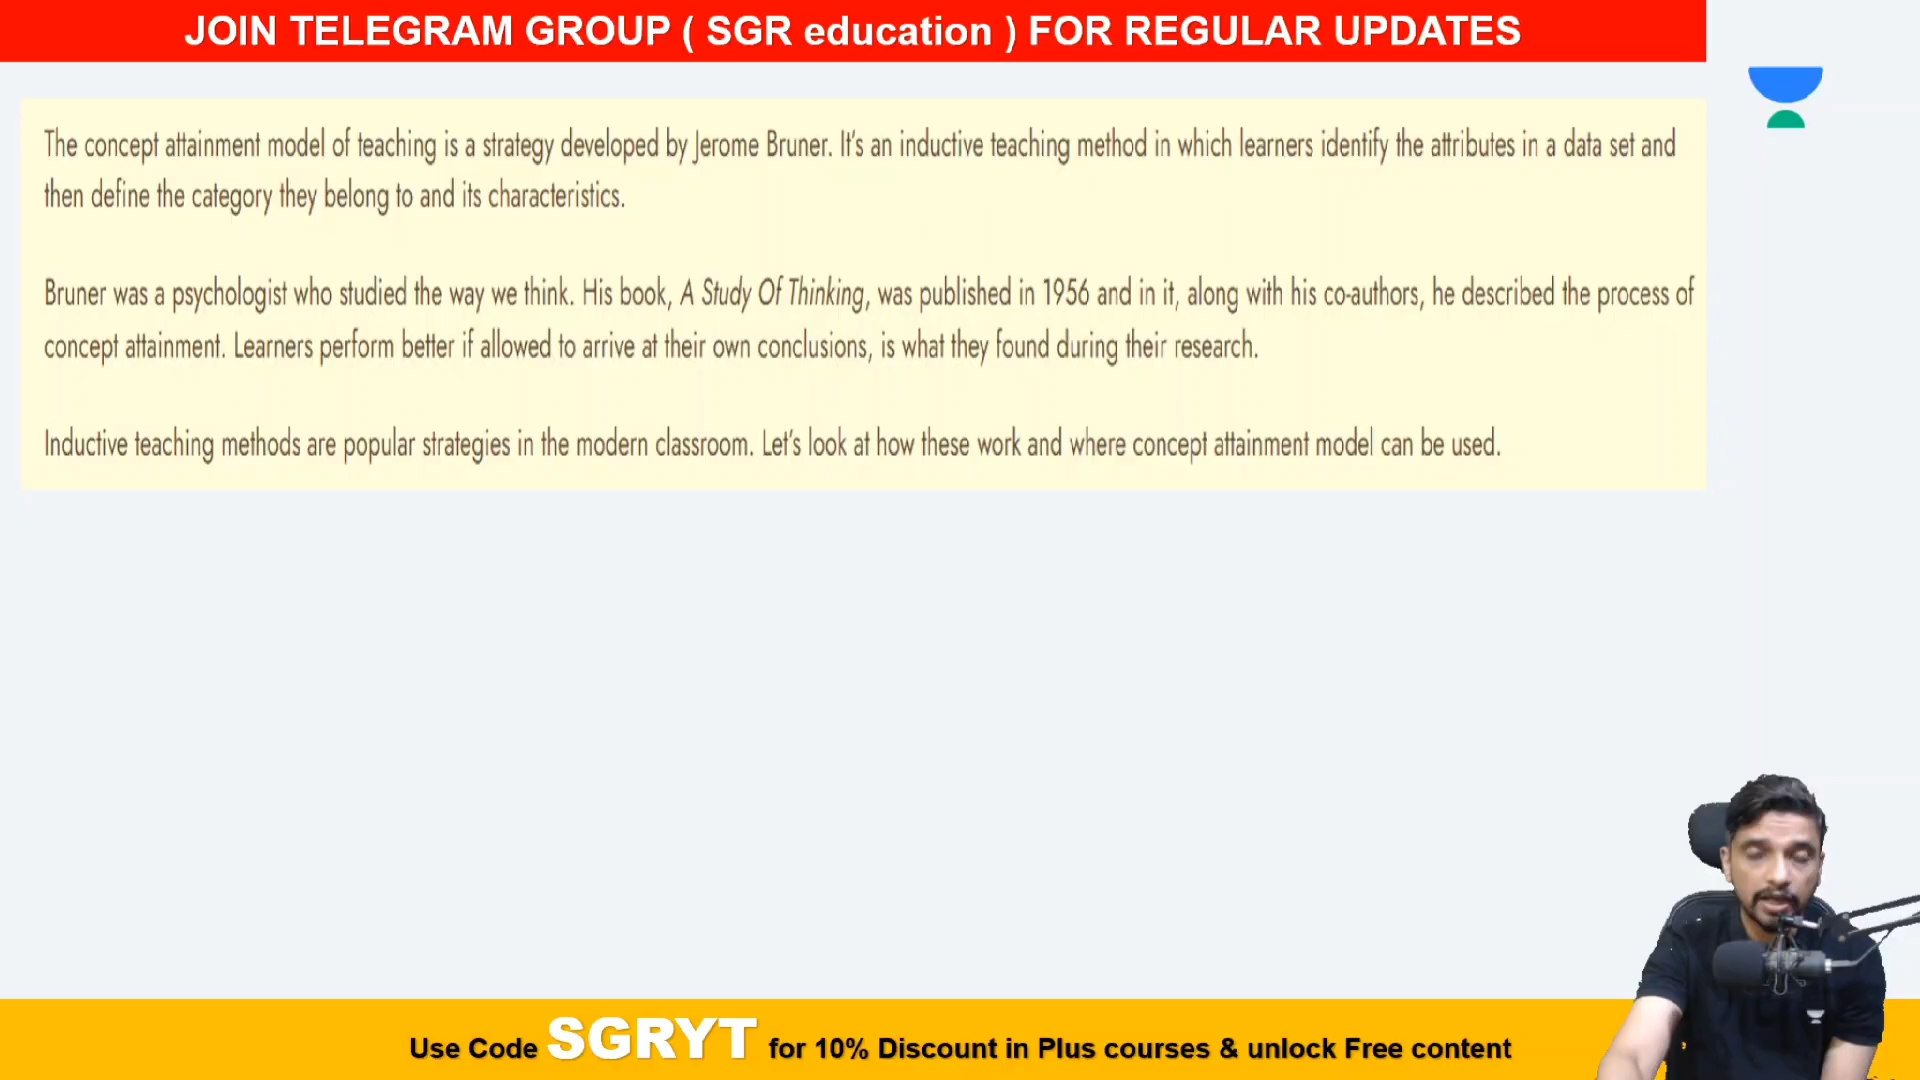 JOIN TELEGRAM GROUP ( SGR education ) FOR REGULAR UPDATES
The concept attainment model of teaching is a strategy developed by Jerome Bruner. It's an inductive teaching method in which learners identify the attributes in a data set and
then define the category they belong to and its characteristics.
Bruner was a psychologist who studied the way we think. His book, A Study Of Thinking, was published in 1956 and in it, along with his co-authors, he described the process of
concept attainment. Learners perform better if allowed to arrive at their own conclusions, is what they found during their research.
Inductive teaching methods are popular strategies in the modern classroom. Let's look at how these work and where concept attainment model can be used.
Use Code SGRYT for 10% Discount in Plus courses & unlock Free content